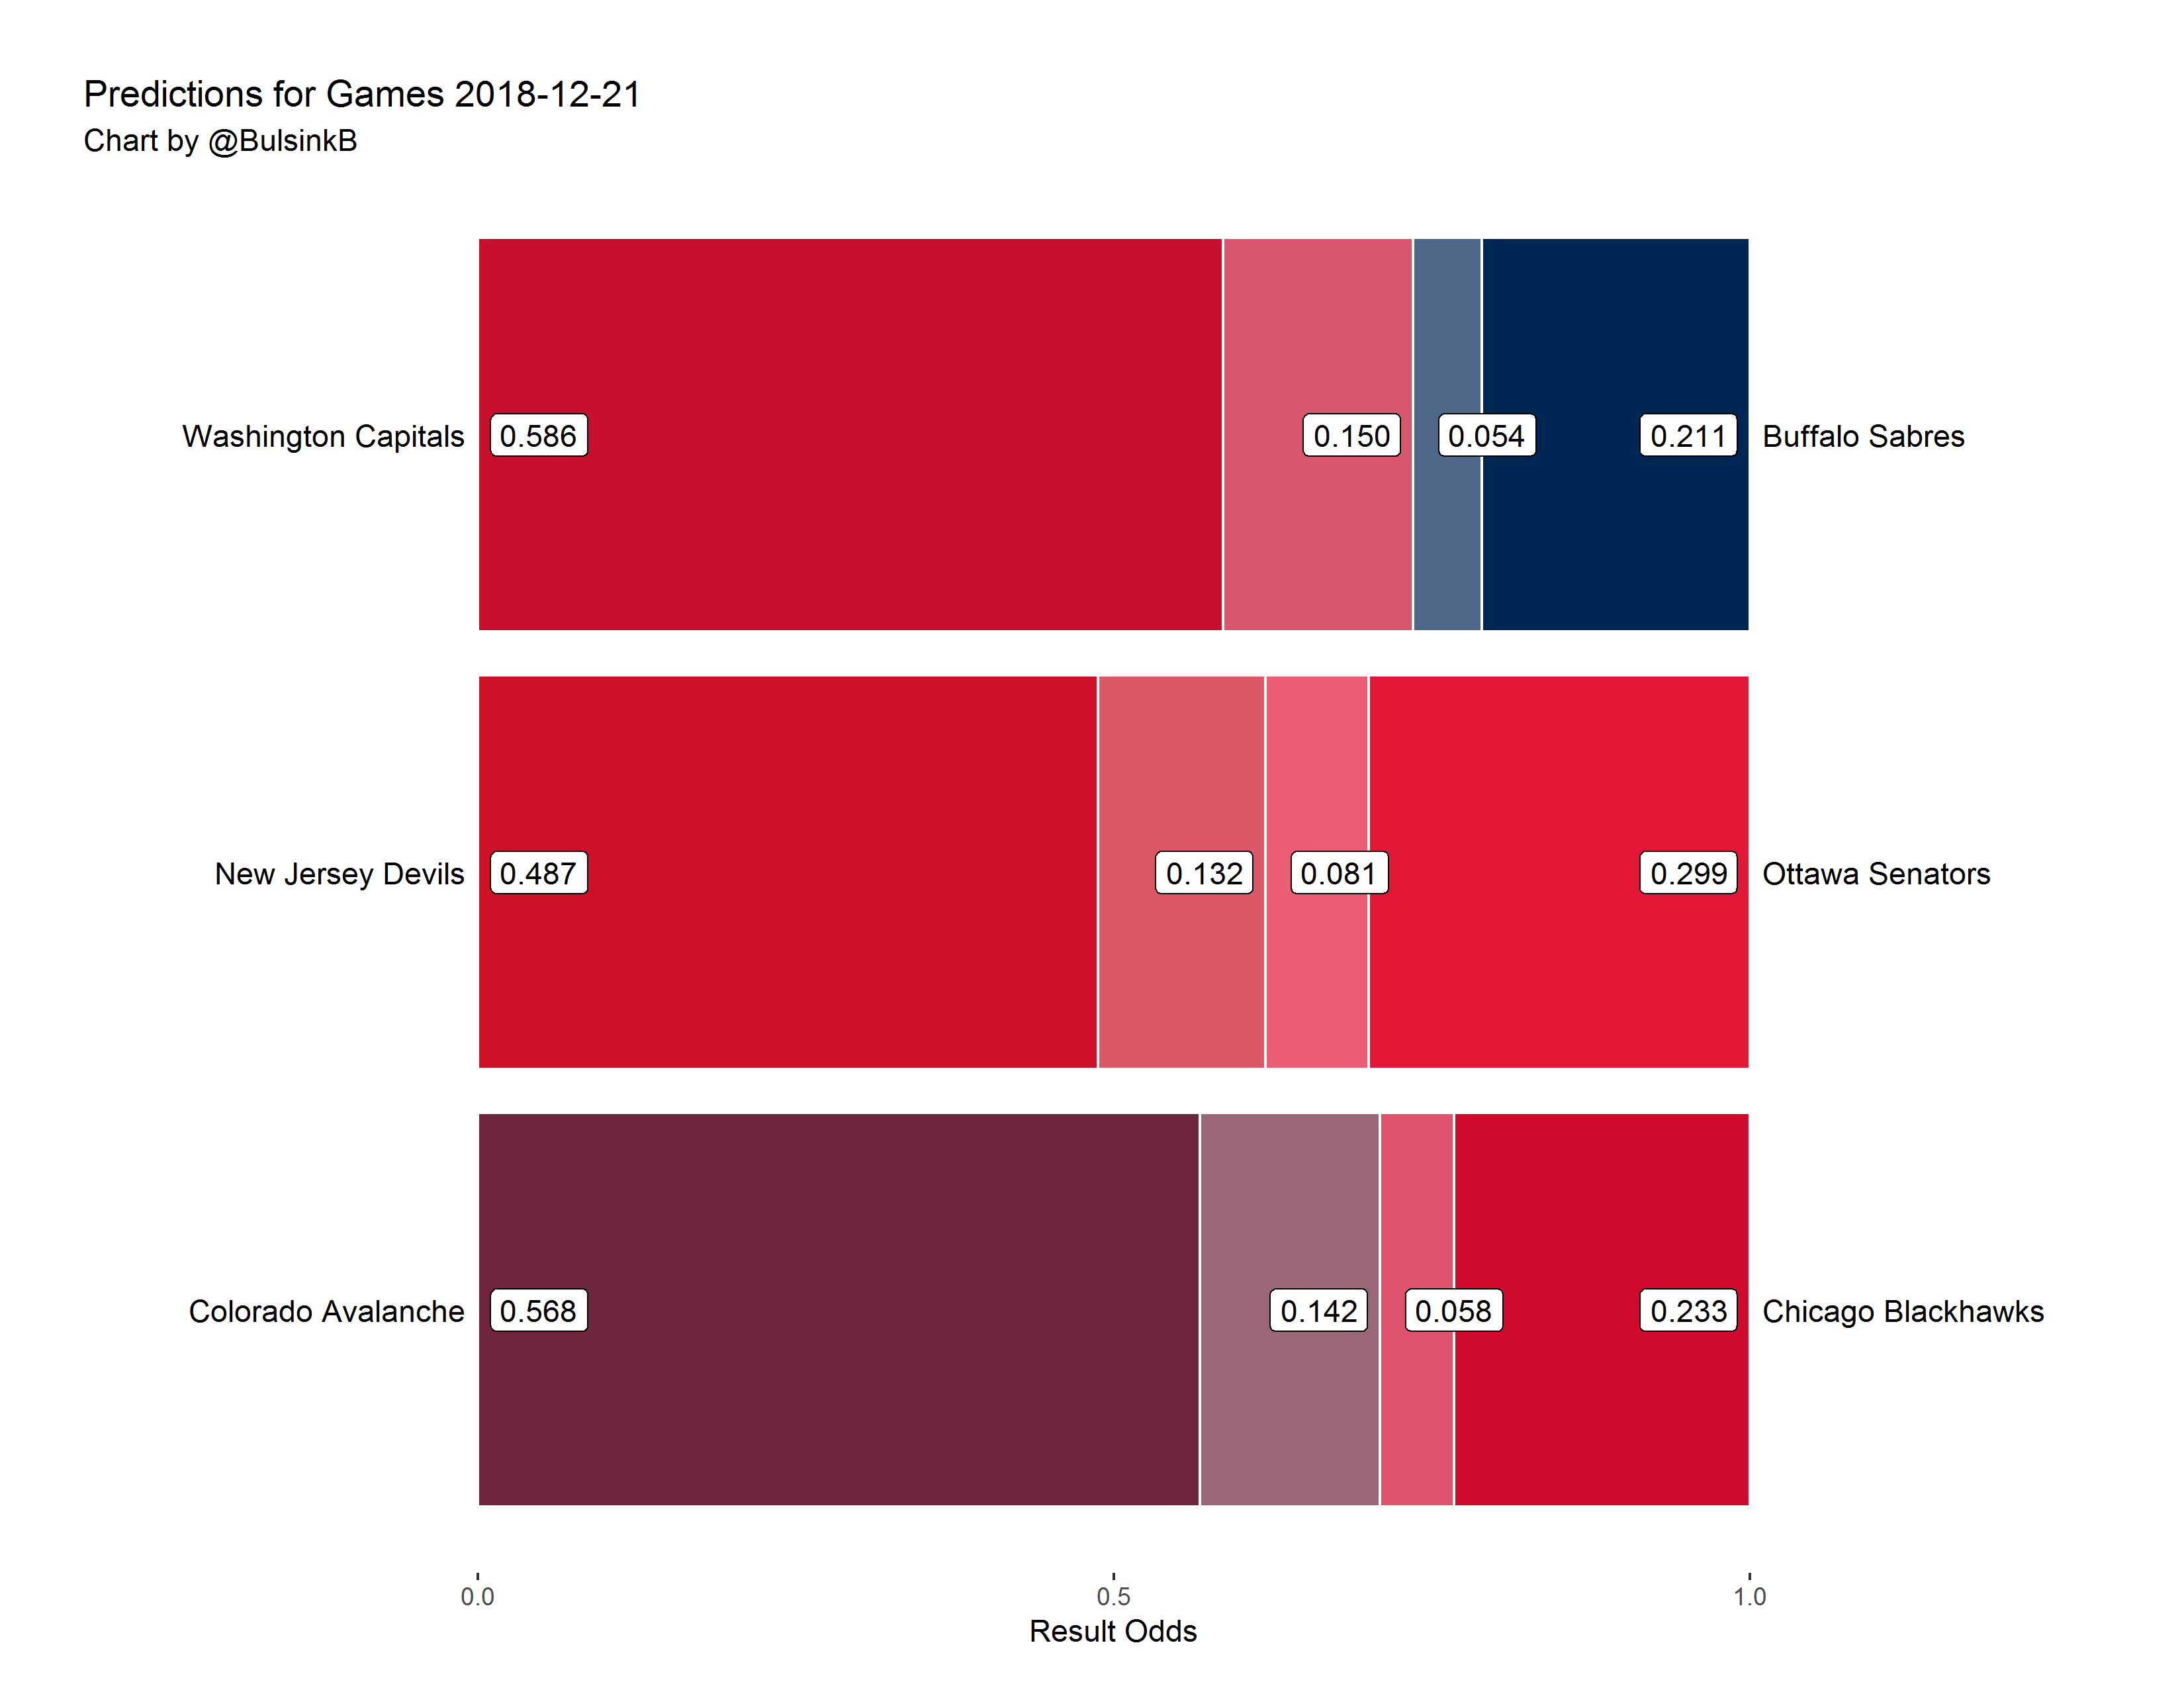 Predictions for Games 2018-12-21
Chart by @BulsinkB
Washington Capitals 0.586 0.150 0.054 0.211 Buffalo Sabres
New Jersey Devils 0.487 0.132 0.081 0.299 Ottawa Senators
Colorado Avalanche 0.568 0.142 0.058 0.233 Chicago Blackhawks
0.0 0.5 1.0
Result Odds